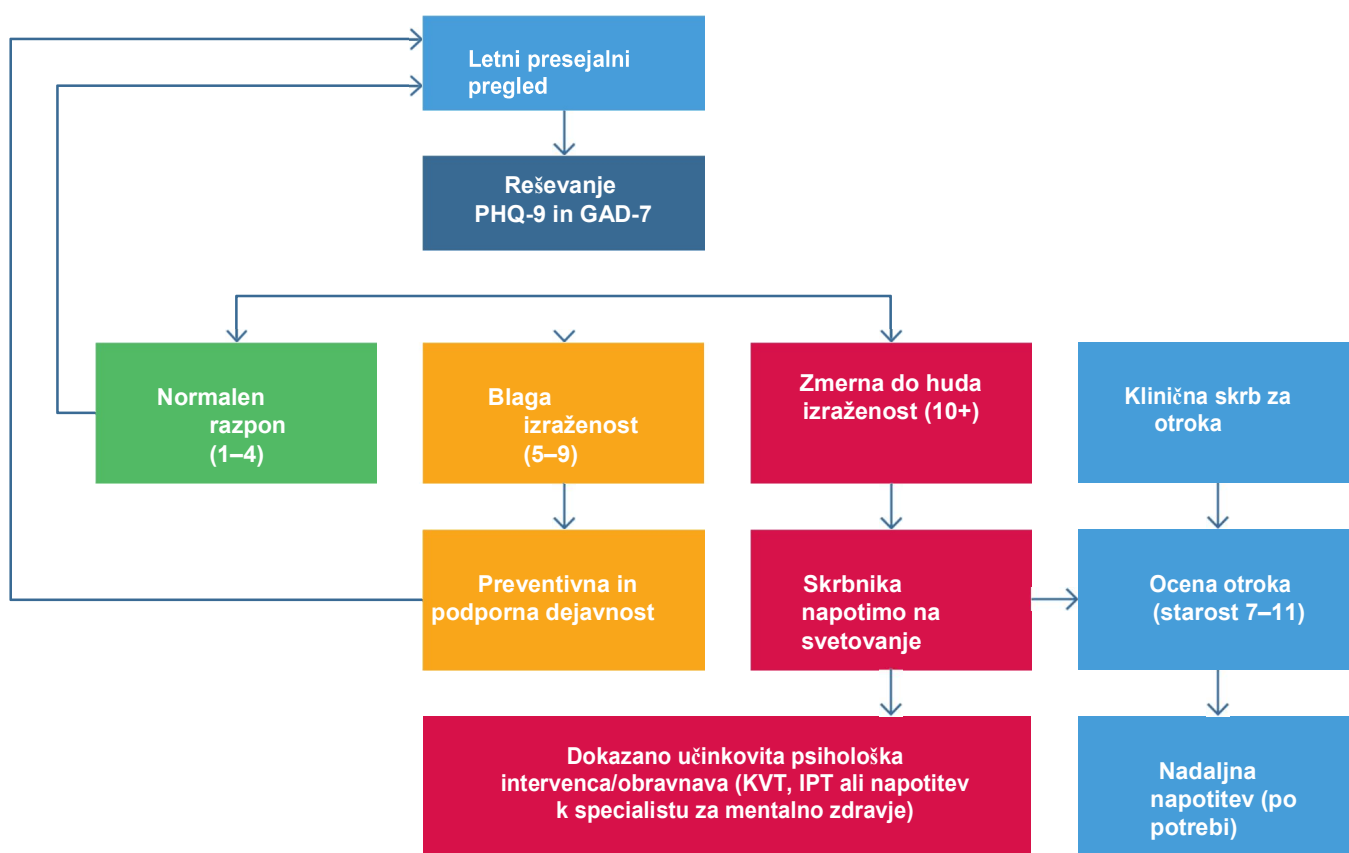 Letni presejalni
pregled
Reševanje
PHQ-9 in GAD-7
Normalen
razpon
(1–4)
Blaga
izraženost
(5–9)
Zmerna do huda
izraženost (10+)
Klinična skrb za
otroka
Preventivna in
podporna dejavnost
Skrbnika
napotimo na
svetovanje
Ocena otroka
(starost 7–11)
Dokazano učinkovita psihološka
intervenca/obravnava (KVT, IPT ali napotitev
k specialistu za mentalno zdravje)
Nadaljna
napotitev (po
potrebi)